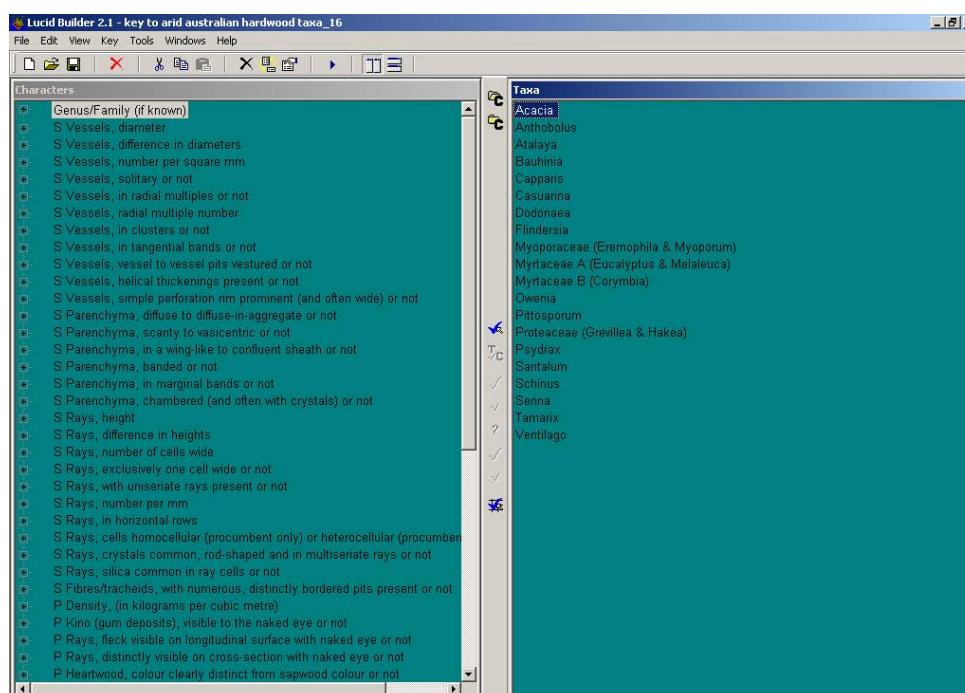 Lucid Builder 2.1 - key to arid australian hardwood taxa_16
File Edit View Key Tools Windows Help
Characters
Genus/Family (if known)
S Vessels, diameter
S Vessels, difference in diameters
S Vessels, number per square mm
S Vessels, solitary or not
S Vessels, in radial multiples or not
S Vessels, radial multiple number
S Vessels, in clusters or not
S Vessels, in tangential bands or not
S Vessels, vessel to vessel pits vestured or not
S Vessels, helical thickenings present or not
S Vessels, simple perforation rim prominent (and often wide) or not
S Parenchyma, diffuse to diffuse-in-aggregate or not
S Parenchyma, scanty to vasicentric or not
S Parenchyma, in a wing-like to confluent sheath or not
S Parenchyma, banded or not
S Parenchyma, in marginal bands or not
S Parenchyma, chambered (and often with crystals) or not
S Rays, height
S Rays, difference in heights
S Rays, number of cells wide
S Rays, exclusively one cell wide or not
S Rays, with uniseriate rays present or not
S Rays, number per mm
S Rays, in horizontal rows
S Rays, cells homocellular (procumbent only) or heterocellular (procumben
S Rays, crystals common, rod-shaped and in multiseriate rays or not
S Rays, silica common in ray cells or not
S Fibres/tracheids, with numerous, distinctly bordered pits present or not
P Density, (in kilograms per cubic metre)
P Kino (gum deposits), visible to the naked eye or not
P Rays, fleck visible on longitudinal surface with naked eye or not
P Rays, distinctly visible on cross-section with naked eye or not
P Heartwood, colour clearly distinct from sapwood colour or not
C
C
T/C
?
Taxa
Acacia
Anthobolus
Atalaya
Bauhinia
Capparis
Casuarina
Dodonaea
Flindersia
Myoporaceae (Eremophila & Myoporum)
Myrtaceae A (Eucalyptus & Melaleuca)
Myrtaceae B (Corymbia)
Owenia
Pittosporum
Proteaceae (Grevillea & Hakea)
Psydrax
Santalum
Schinus
Senna
Tamarix
Ventilago